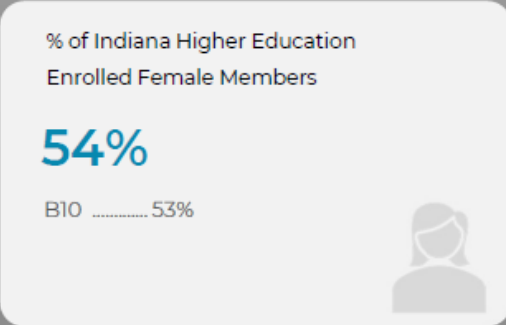 % of Indiana Higher Education
Enrolled Female Members
54%
B10 ............. 53%